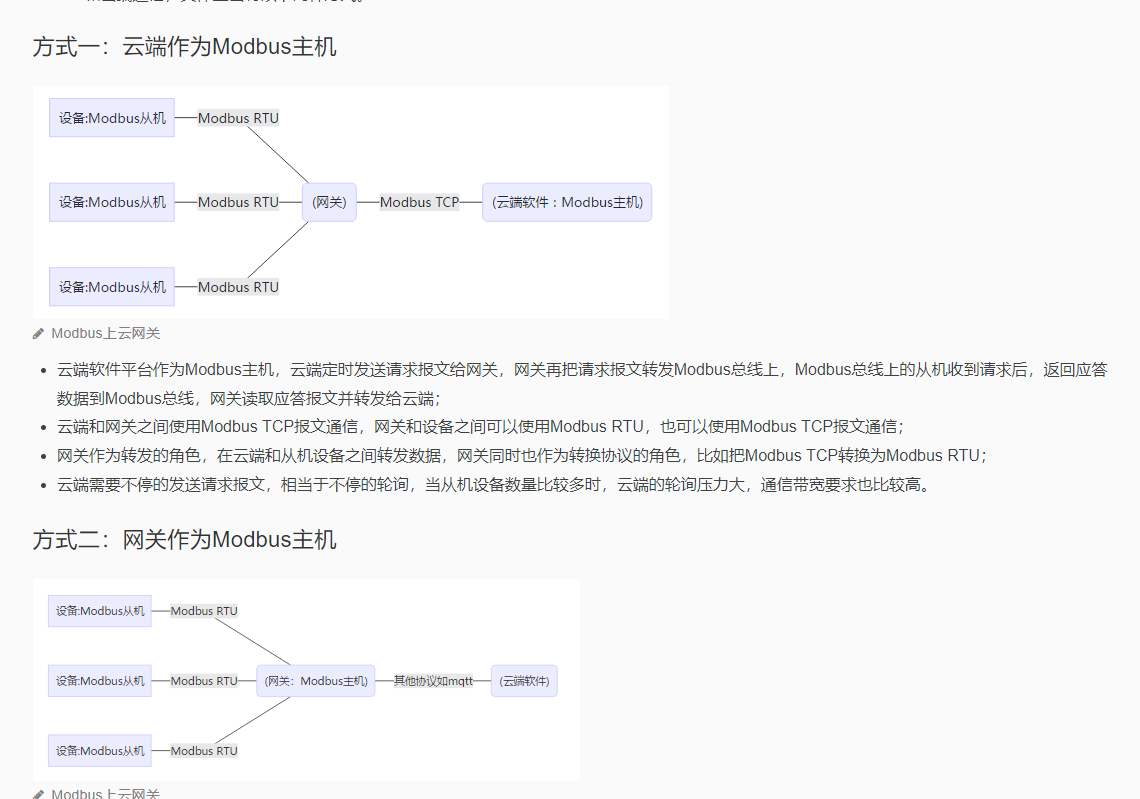 方式一：云端作为Modbus主机
设备:Modbus从机
Modbus RTU
设备:Modbus从机
Modbus RTU
(网关)
Modbus TCP
(云端软件：Modbus主机)
设备:Modbus从机
Modbus RTU
Modbus上云网关
云端软件平台作为Modbus主机，云端定时发送请求报文给网关，网关再把请求报文转发Modbus总线上，Modbus总线上的从机收到请求后，返回应答
数据到Modbus总线，网关读取应答报文并转发给云端；
云端和网关之间使用Modbus TCP报文通信，网关和设备之间可以使用Modbus RTU，也可以使用Modbus TCP报文通信；
网关作为转发的角色，在云端和从机设备之间转发数据，网关同时也作为转换协议的角色，比如把Modbus TCP转换为Modbus RTU；
云端需要不停的发送请求报文，相当于不停的轮询，当从机设备数量比较多时，云端的轮询压力大，通信带宽要求也比较高。
方式二：网关作为Modbus主机
设备:Modbus从机
Modbus RTU
设备:Modbus从机
Modbus RTU
(网关：Modbus主机)
其他协议如mqtt
(云端软件)
设备:Modbus从机
Modbus RTU
Modbus上云网关